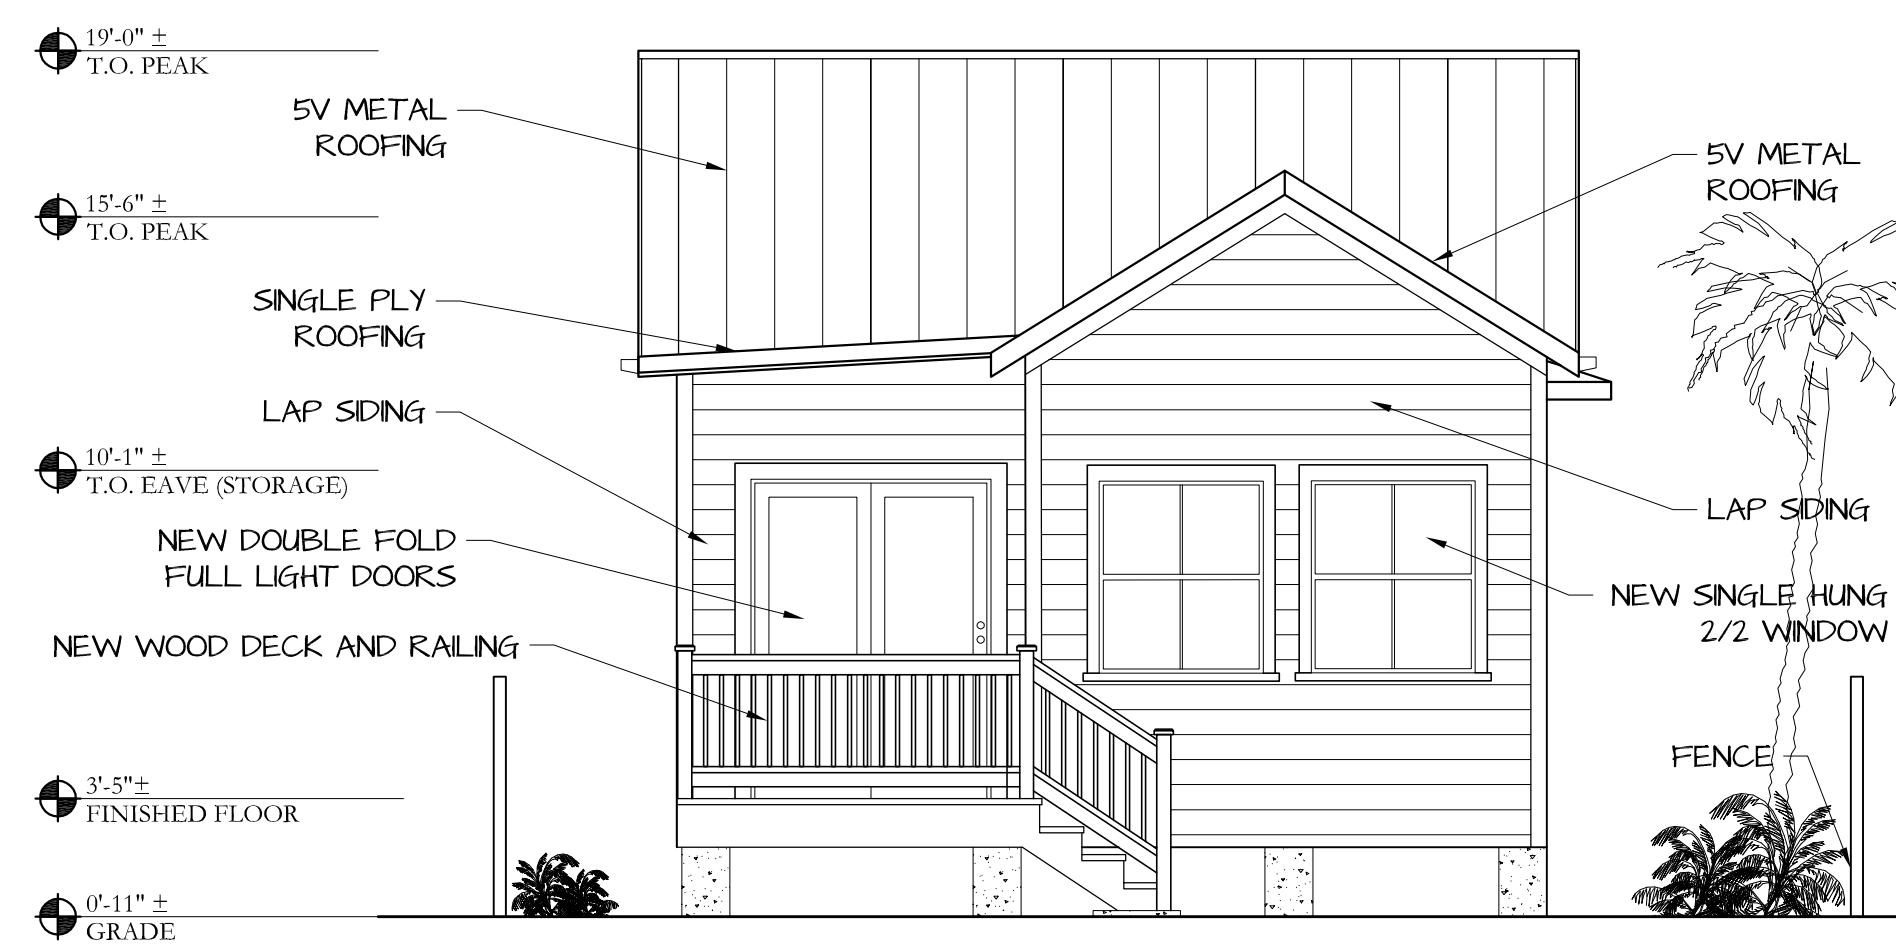 19'-0" ±
T.O. PEAK
5V METAL
ROOFING
5V METAL
ROOFING
15'-6" ±
T.O. PEAK
SINGLE PLY
ROOFING
LAP SIDING
10'-1" ±
T.O. EAVE (STORAGE)
LAP SIDING
NEW DOUBLE FOLD
FULL LIGHT DOORS
NEW SINGLE HUNG
2/2 WINDOW
NEW WOOD DECK AND RAILING
FENCE
3'-5"±
FINISHED FLOOR
0'-11" ±
GRADE